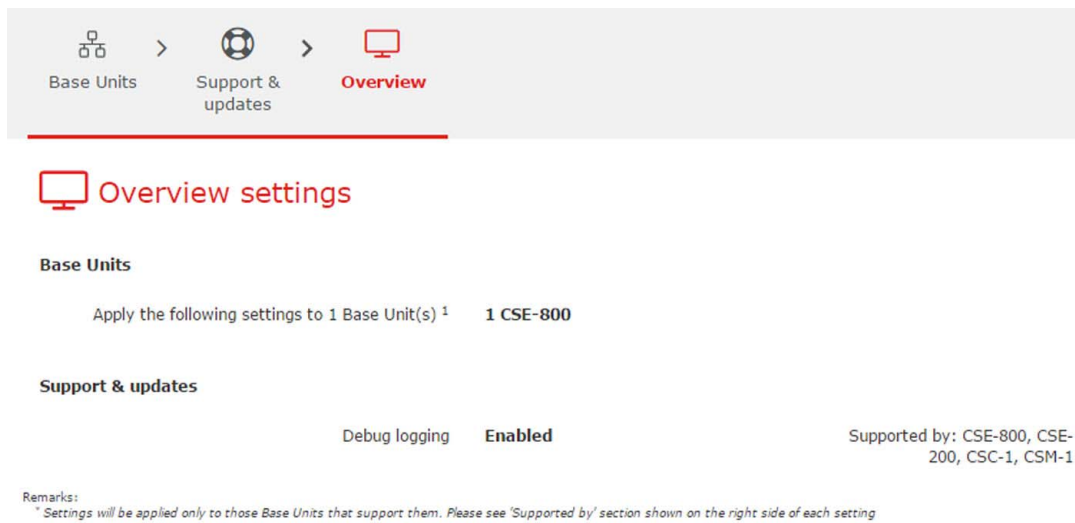 Base Units
Support &
updates
Overview
Overview settings
Base Units
Apply the following settings to 1 Base Unit(s) 1 1 CSE-800
Support & updates
Debug logging Enabled Supported by: CSE-800, CSE-
200, CSC-1, CSM-1
Remarks:
* Settings will be applied only to those Base Units that support them. Please see 'Supported by' section shown on the right side of each setting